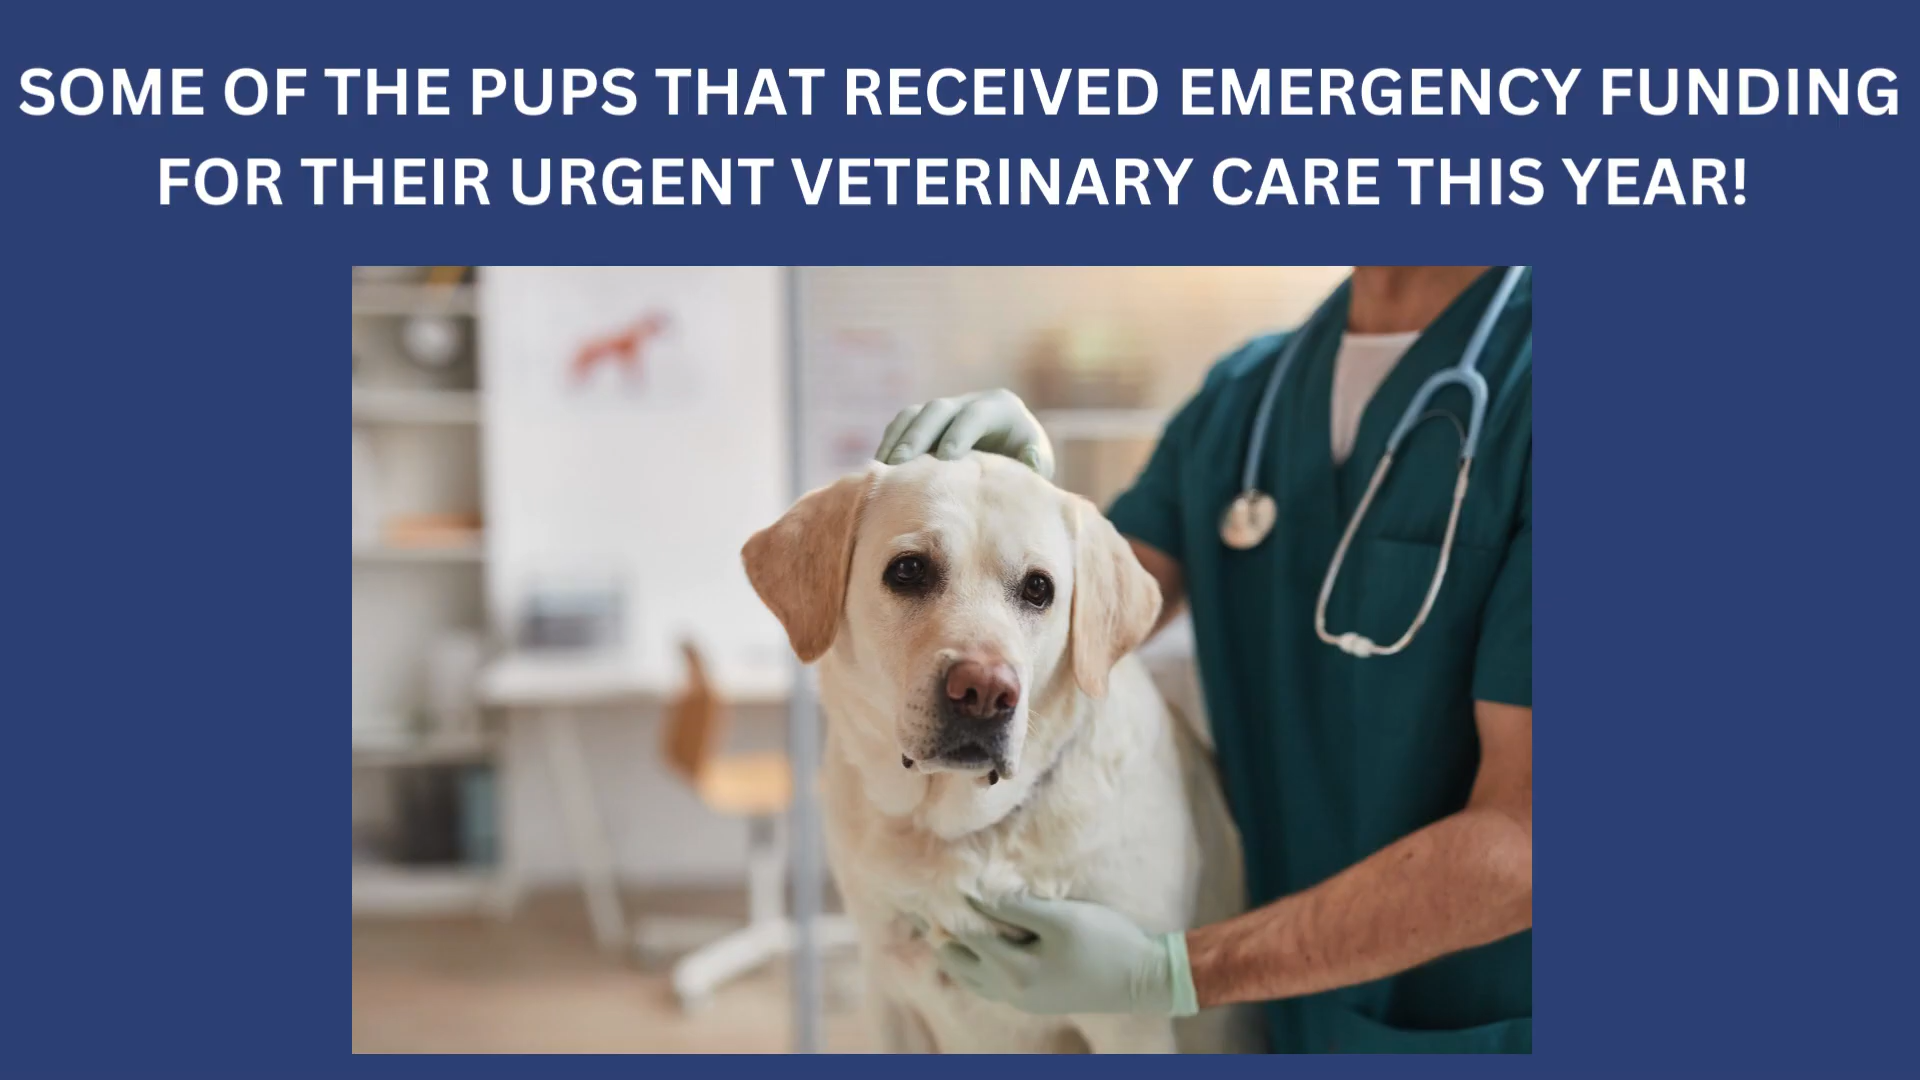 SOME OF THE PUPS THAT RECEIVED EMERGENCY FUNDING
FOR THEIR URGENT VETERINARY CARE THIS YEAR!